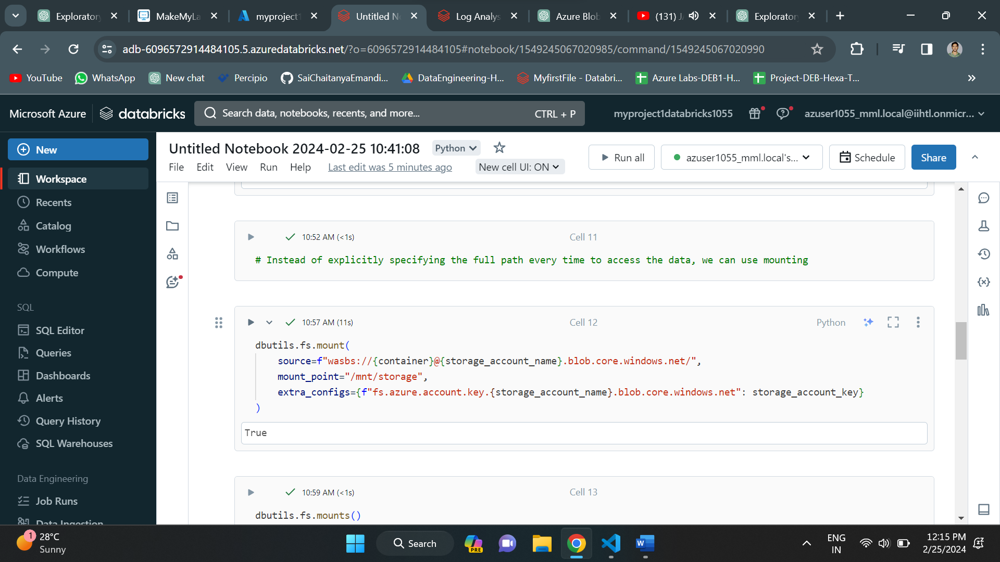 Explorator
MakeMyLa
myproject1
Untitled No
Log Analys
Azure Blob
(131) J
Explorator
adb-6096572914484105.5.azuredatabricks.net/?o=6096572914484105#notebook/1549245067020985/command/1549245067020990
YouTube
WhatsApp
New chat
Percipio
SaiChaitanyaEmandi...
DataEngineering-H...
MyfirstFile - Databri...
Azure Labs-DEB1-H...
Project-DEB-Hexa-T...
Microsoft Azure
databricks
Search data, notebooks, recents, and more...
CTRL + P
myproject1databricks1055
azuser1055_mml.local@iihtl.onmicr...
New
Workspace
Recents
Catalog
Workflows
Compute
SQL
SQL Editor
Queries
Dashboards
Alerts
Query History
SQL Warehouses
Data Engineering
Job Runs
Data Ingestion
Untitled Notebook 2024-02-25 10:41:08
Python
File Edit View Run Help
Last edit was 5 minutes ago
New cell UI: ON
Run all
azuser1055_mml.local's...
Schedule
Share
10:52 AM (<1s)
Cell 11
# Instead of explicitly specifying the full path every time to access the data, we can use mounting
10:57 AM (11s)
Cell 12
Python
dbutils.fs.mount(
source=f"wasbs://{container}@{storage_account_name}.blob.core.windows.net/",
mount_point="/mnt/storage",
extra_configs={f"fs.azure.account.key.{storage_account_name}.blob.core.windows.net": storage_account_key}
)
True
10:59 AM (<1s)
Cell 13
dbutils.fs.mounts()
1
28°C
Sunny
Search
PRE
ENG
IN
12:15 PM
2/25/2024